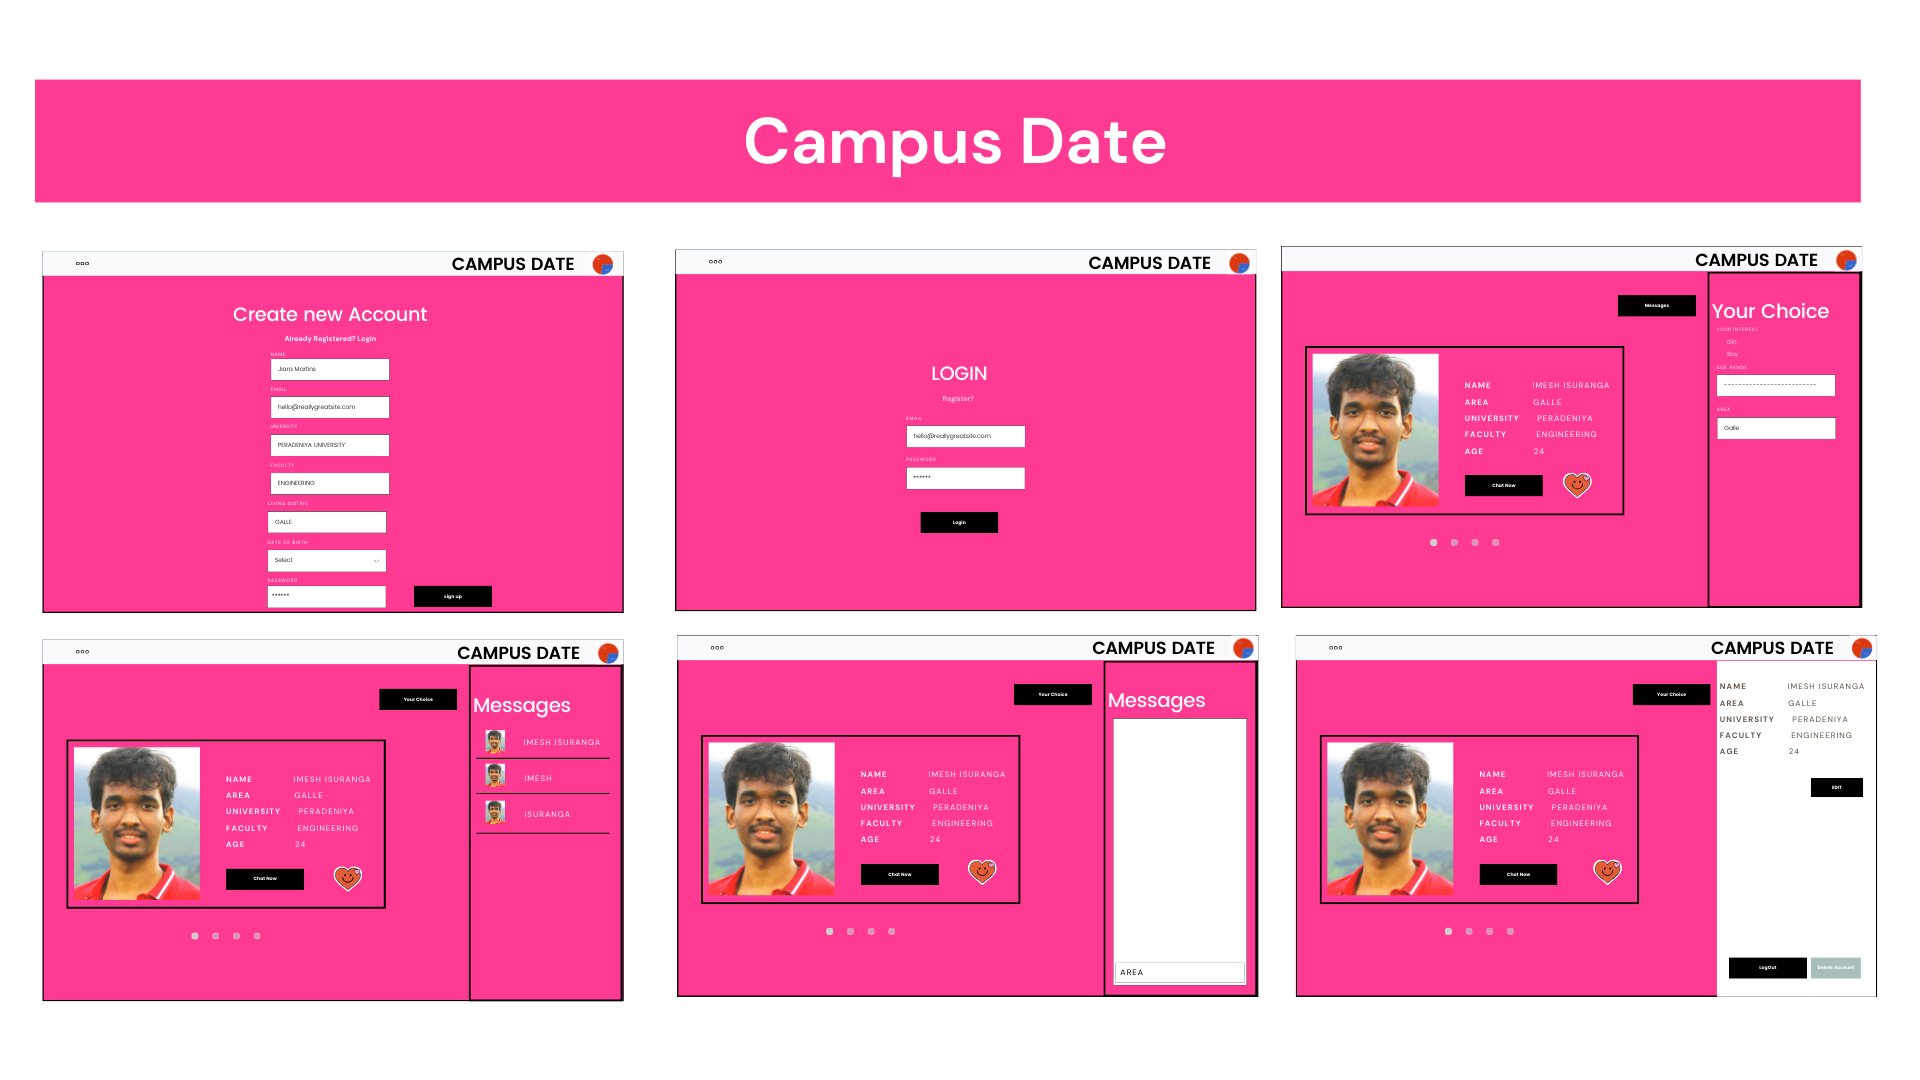 Campus Date
CAMPUS DATE
Create new Account
Already Registered? Login
NAME
Jiara Martins
EMAIL
hello@reallygreatsite.com
UNIERSITY
PERADENIYA UNIVERSITY
FACULTY
ENGINEERING
LIVING DISTRIC
GALLE
DATE OF BIRTH
Select
PASSWORD
******
sign up
CAMPUS DATE
LOGIN
Register?
EMAIL
hello@reallygreatsite.com
PASSWORD
******
Login
CAMPUS DATE
Messages
NAME IMESH ISURANGA
AREA GALLE
UNIVERSITY PERADENIYA
FACULTY ENGINEERING
AGE 24
Chat Now
Your Choice
YOUR INTEREST
Girl
Boy
AGE RANGE
--------------------------
AREA
Galle
CAMPUS DATE
Your Choice
NAME IMESH ISURANGA
AREA GALLE
UNIVERSITY PERADENIYA
FACULTY ENGINEERING
AGE 24
Chat Now
Messages
IMESH ISURANGA
IMESH
ISURANGA
CAMPUS DATE
Your Choice
NAME IMESH ISURANGA
AREA GALLE
UNIVERSITY PERADENIYA
FACULTY ENGINEERING
AGE 24
Chat Now
Messages
AREA
CAMPUS DATE
Your Choice
NAME IMESH ISURANGA
AREA GALLE
UNIVERSITY PERADENIYA
FACULTY ENGINEERING
AGE 24
Chat Now
NAME IMESH ISURANGA
AREA GALLE
UNIVERSITY PERADENIYA
FACULTY ENGINEERING
AGE 24
EDIT
LogOut
Delete Account